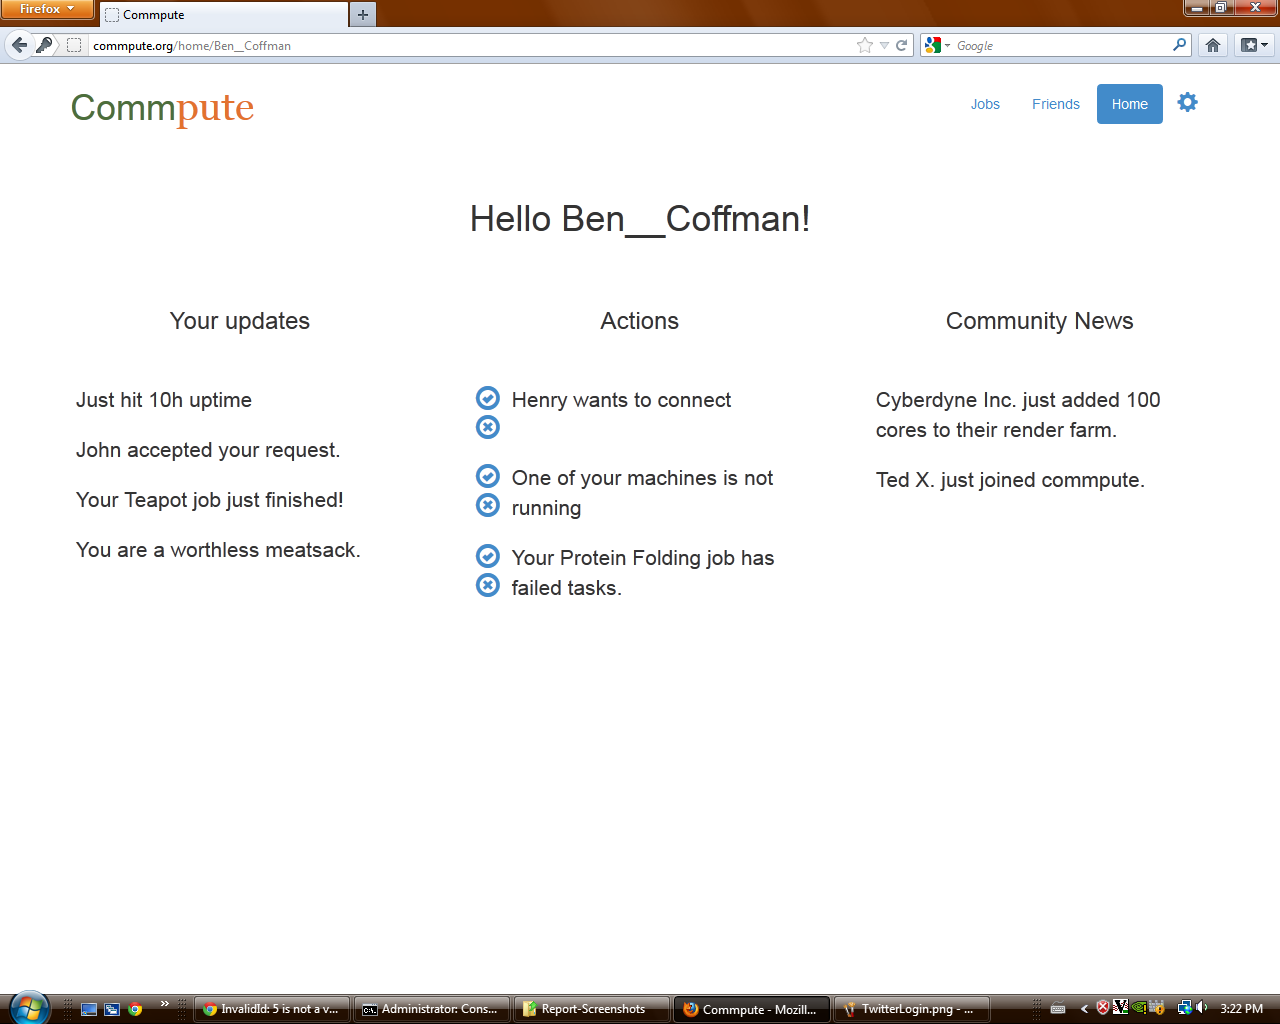 Firefox
Commpute
commpute.org/home/Ben__Coffman
Google
Commpute
Jobs
Friends
Home
Hello Ben__Coffman!
Your updates
Just hit 10h uptime
John accepted your request.
Your Teapot job just finished!
You are a worthless meatsack.
Actions
Henry wants to connect
One of your machines is not
running
Your Protein Folding job has
failed tasks.
Community News
Cyberdyne Inc. just added 100
cores to their render farm.
Ted X. just joined commpute.
InvalidId: 5 is not a v...
Administrator: Cons...
Report-Screenshots
Commpute - Mozill...
TwitterLogin.png - ...
3:22 PM